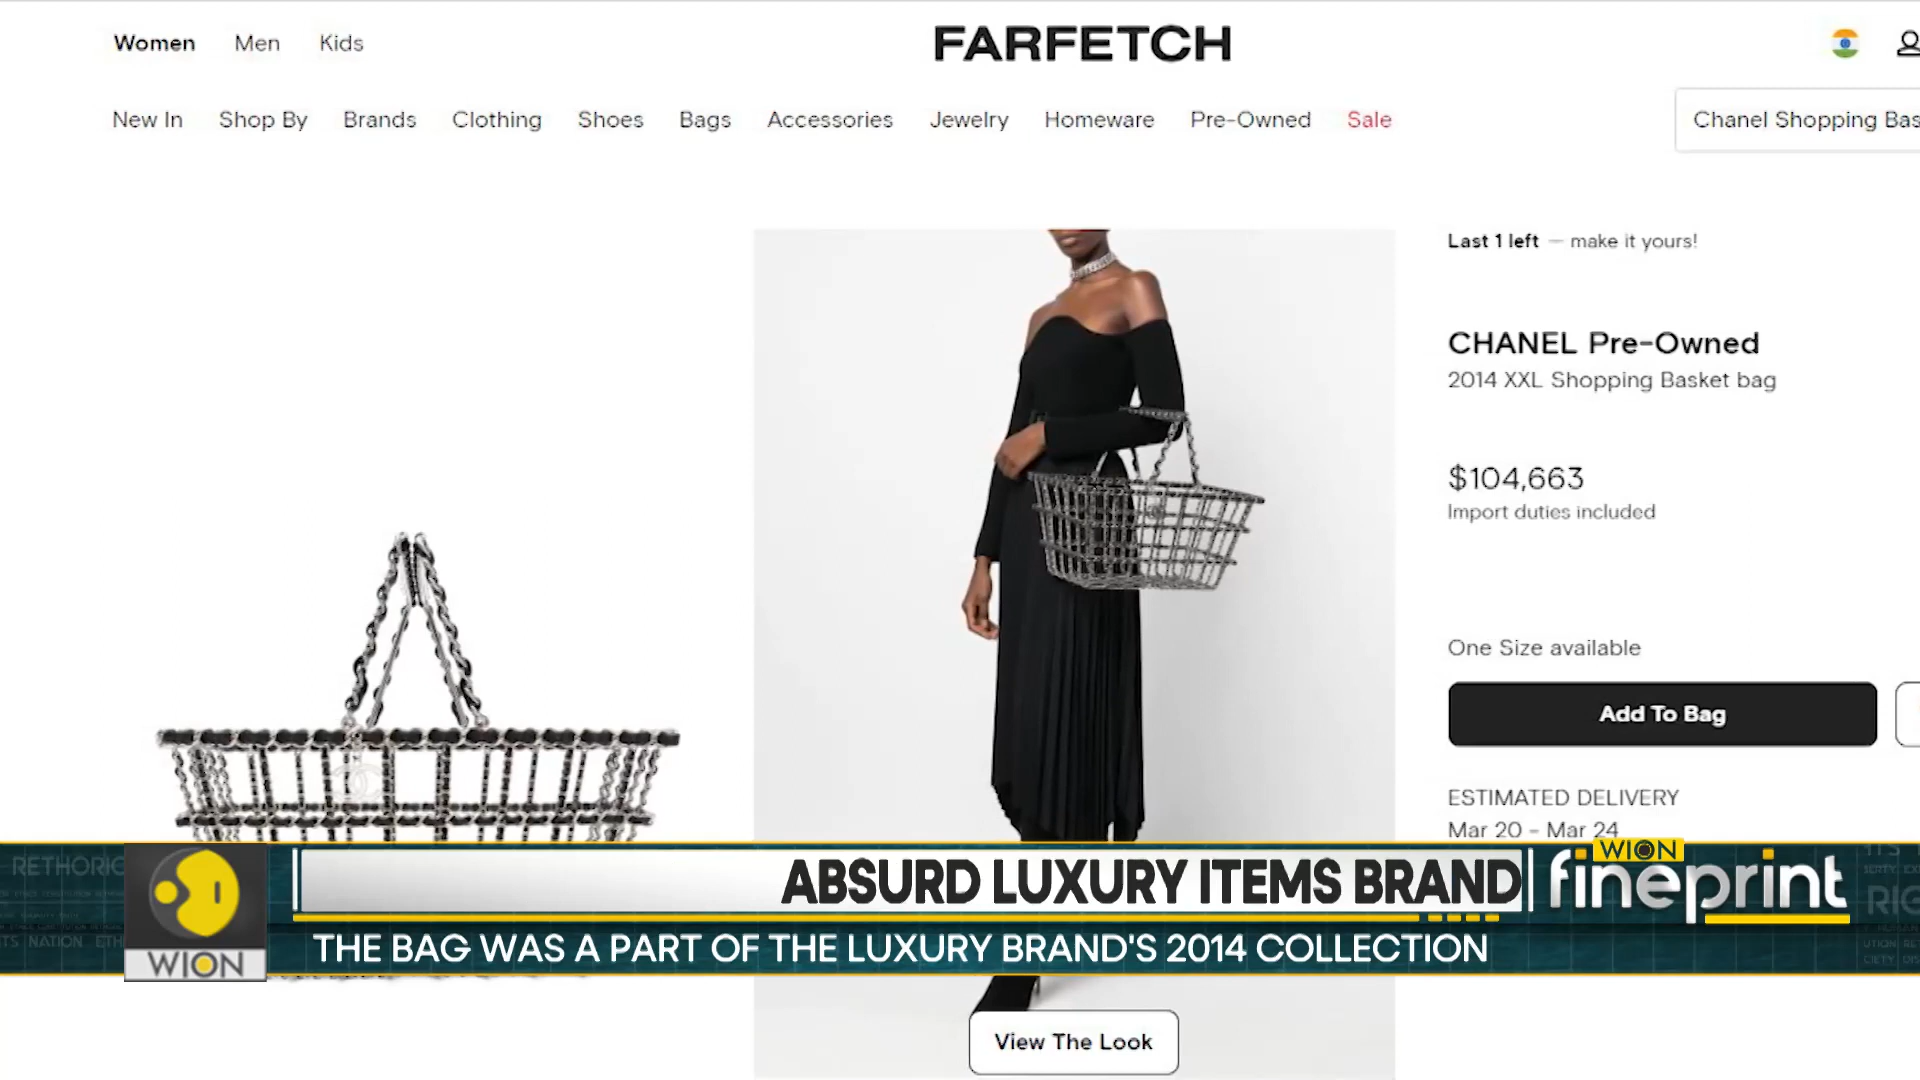 Women Men Kids
FARFETCH
New In Shop By Brands Clothing Shoes Bags Accessories Jewelry Homeware Pre-Owned Sale
Chanel Shopping Bas
Last 1 left — make it yours!
CHANEL Pre-Owned
2014 XXL Shopping Basket bag
$104,663
Import duties included
One Size available
Add To Bag
ESTIMATED DELIVERY
Mar 20 - Mar 24
RETHORIC
NATION
WION
ABSURD LUXURY ITEMS BRAND
WION
fineprint
THE BAG WAS A PART OF THE LUXURY BRAND'S 2014 COLLECTION
View The Look